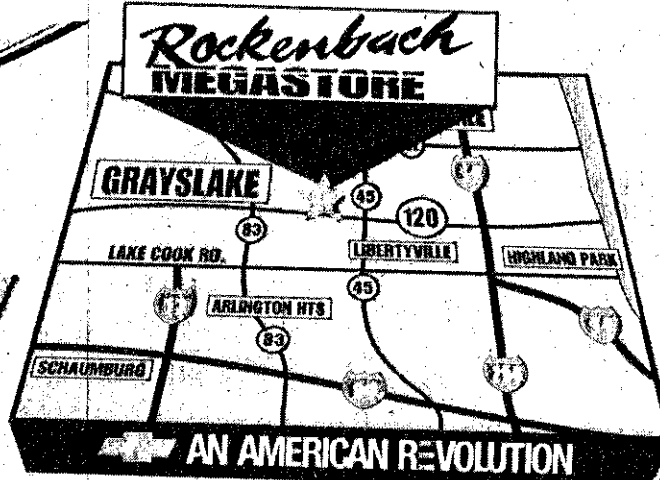 Rockenbach
MEGASTORE
GRAYSLAKE
45
120
83
LAKE COOK RD.
LIBERTYVILLE
HIGHLAND PARK
45
ARLINGTON HTS
83
SCHAUMBURG
AN AMERICAN REVOLUTION